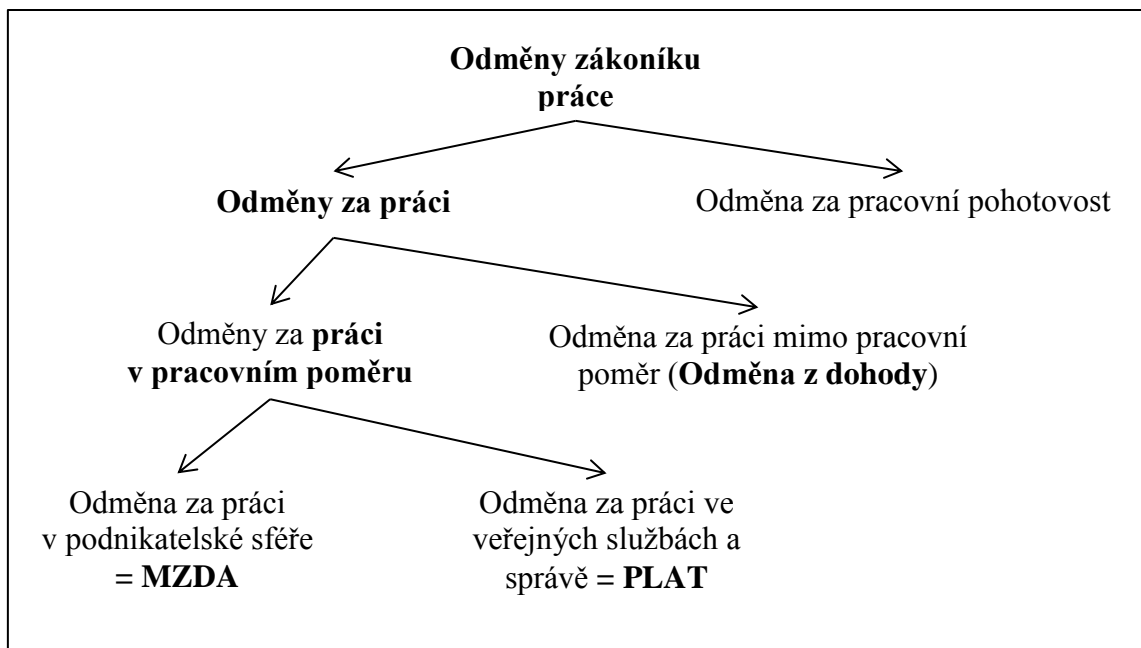 Odměny zákoníku
práce
Odměny za práci
Odměna za pracovní pohotovost
Odměny za práci
v pracovním poměru
Odměna za práci mimo pracovní
poměr (Odměna z dohody)
Odměna za práci
v podnikatelské sféře
= MZDA
Odměna za práci ve
veřejných službách a
správě = PLAT